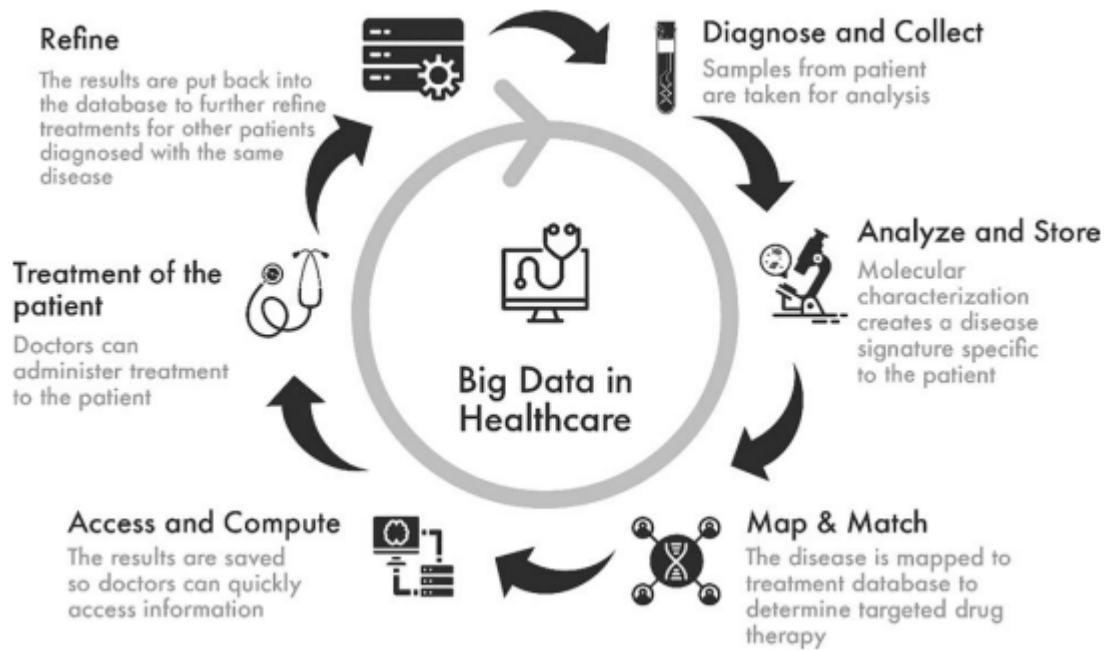 Refine
The results are put back into
the database to further refine
treatments for other patients
diagnosed with the same
disease
Diagnose and Collect
Samples from patient
are taken for analysis
Analyze and Store
Molecular
characterization
creates a disease
signature specific
to the patient
Map & Match
The disease is mapped to
treatment database to
determine targeted drug
therapy
Access and Compute
The results are saved
so doctors can quickly
access information
Treatment of the
patient
Doctors can
administer treatment
to the patient
Big Data in
Healthcare